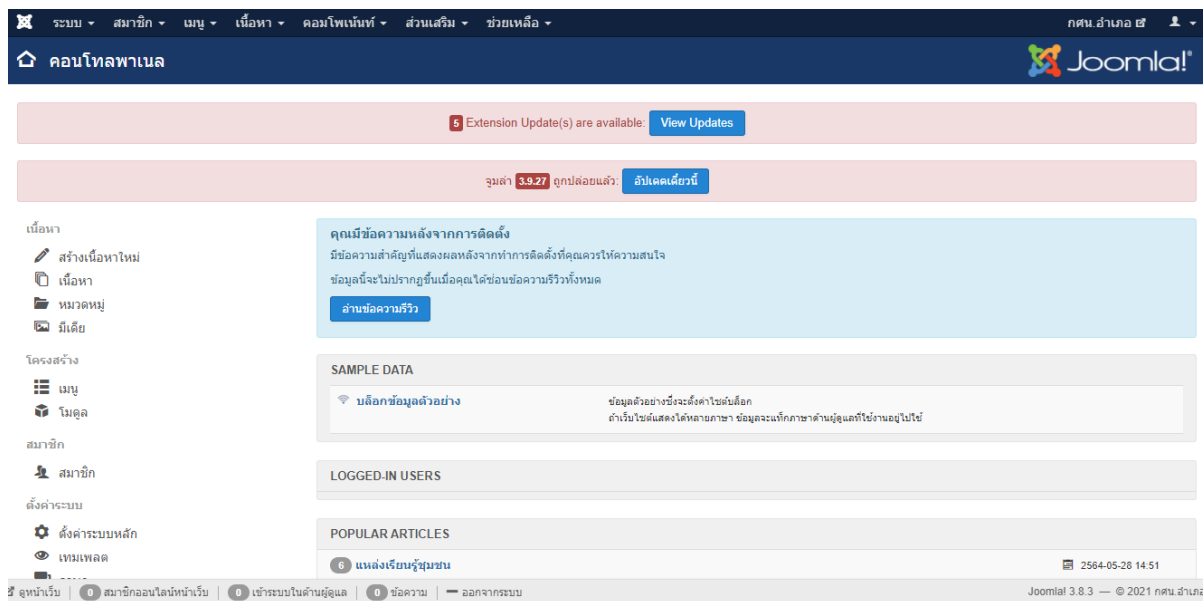 ระบบ สมาชิก เมนู เนื้อหา คอมโพเน้นท์ ส่วนเสริม ช่วยเหลือ กศน.อำเภอ
คอนโทลพาเนล Joomla!
5 Extension Update(s) are available: View Updates
จูมล่า 3.9.27 ถูกปล่อยแล้ว: อัปเดตเดี๋ยวนี้
เนื้อหา
สร้างเนื้อหาใหม่
เนื้อหา
หมวดหมู่
มีเดีย
โครงสร้าง
เมนู
โมดูล
สมาชิก
สมาชิก
ตั้งค่าระบบ
ตั้งค่าระบบหลัก
เทมเพลต
คุณมีข้อความหลังจากการติดตั้ง
มีข้อความสำคัญที่แสดงผลหลังจากทำการติดตั้งที่คุณควรให้ความสนใจ
ข้อมูลนี้จะไม่ปรากฏขึ้นเมื่อคุณได้ซ่อนข้อความรีวิวทั้งหมด
อ่านข้อความรีวิว
SAMPLE DATA
บล็อกข้อมูลตัวอย่าง ข้อมูลตัวอย่างซึ่งจะตั้งค่าไซต์บล็อก
ถ้าเว็บไซต์แสดงได้หลายภาษา ข้อมูลจะแท็กภาษาด้านผู้ดูแลที่ใช้งานอยู่ไปใช้
LOGGED-IN USERS
POPULAR ARTICLES
6 แหล่งเรียนรู้ชุมชน 2564-05-28 14:51
ดูหน้าเว็บ 0 สมาชิกออนไลน์หน้าเว็บ 0 เข้าระบบในด้านผู้ดูแล 0 ข้อความ ออกจากระบบ Joomla! 3.8.3 — © 2021 กศน.อำเภอ